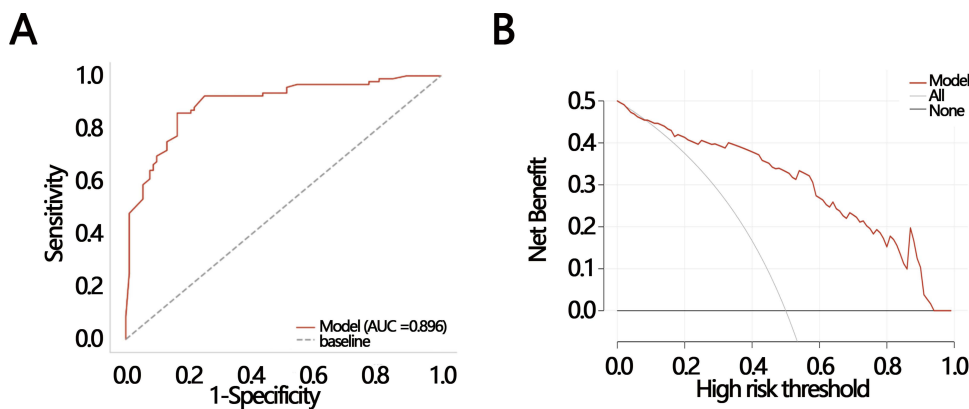 A
1.0
0.8
0.6
0.4
0.2
0.0
Sensitivity
Model (AUC =0.896)
baseline
0.0 0.2 0.4 0.6 0.8 1.0
1-Specificity
B
Model
All
None
0.5
0.4
0.3
0.2
0.1
0.0
Net Benefit
0.0 0.2 0.4 0.6 0.8 1.0
High risk threshold